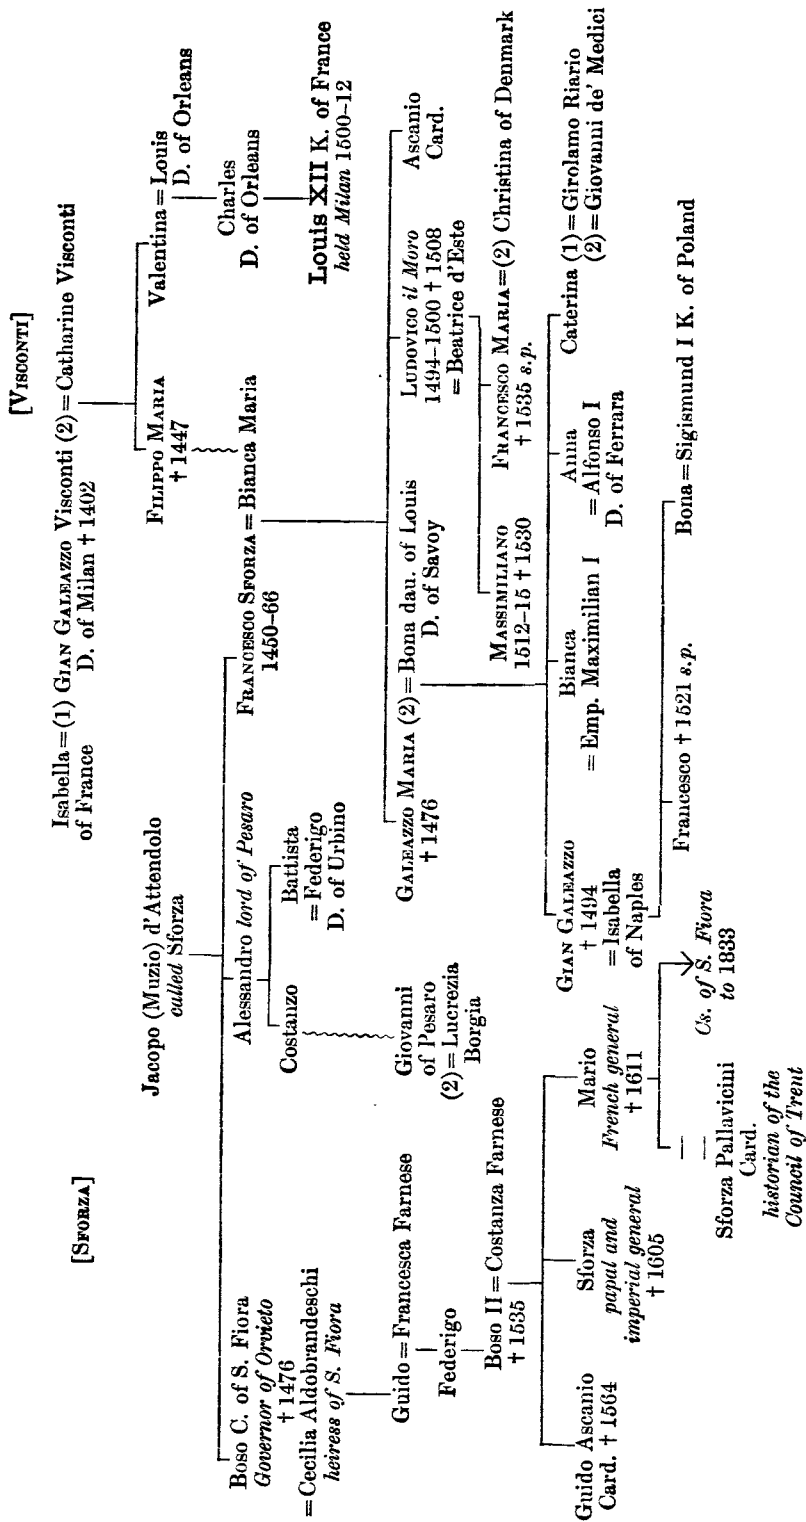 [VISCONTI]
Isabella = (1) GIAN GALEAZZO Visconti (2) = Catharine Visconti
of France D. of Milan † 1402
FILIPPO MARIA
† 1447
Valentina = Louis
D. of Orleans
Charles
D. of Orleans
Louis XII K. of France
held Milan 1500–12
[SFORZA]
Jacopo (Muzio) d'Attendolo
called Sforza
Boso C. of S. Fiora
Governor of Orvieto
† 1476
= Cecilia Aldobrandeschi
heiress of S. Fiora
Alessandro lord of Pesaro
FRANCESCO SFORZA = Bianca Maria
1450–66
Costanzo
Battista
= Federigo
D. of Urbino
Giovanni
of Pesaro
(2) = Lucrezia
Borgia
GALEAZZO MARIA (2) = Bona dau. of Louis
† 1476 D. of Savoy
LUDOVICO il Moro
1494–1500 † 1508
= Beatrice d'Este
Ascanio
Card.
Guido = Francesca Farnese
Federigo
Boso II = Costanza Farnese
† 1535
MASSIMILIANO
1512–15 † 1530
FRANCESCO MARIA = (2) Christina of Denmark
† 1535 s.p.
Guido Ascanio
Card. † 1564
Sforza
papal and
imperial general
† 1605
Mario
French general
† 1611
GIAN GALEAZZO
† 1494
= Isabella
of Naples
Bianca
= Emp. Maximilian I
Anna
= Alfonso I
D. of Ferrara
Caterina (1) = Girolamo Riario
(2) = Giovanni de' Medici
Sforza Pallavicini
Card.
historian of the
Council of Trent
Cs. of S. Fiora
to 1833
Francesco † 1521 s.p.
Bona = Sigismund I K. of Poland